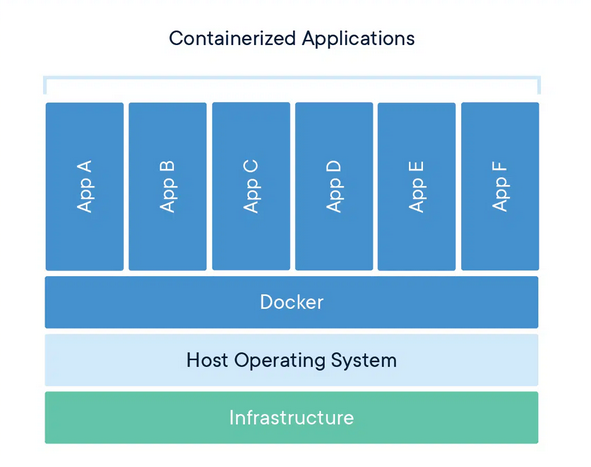 Containerized Applications
App A
App B
App C
App D
App E
App F
Docker
Host Operating System
Infrastructure